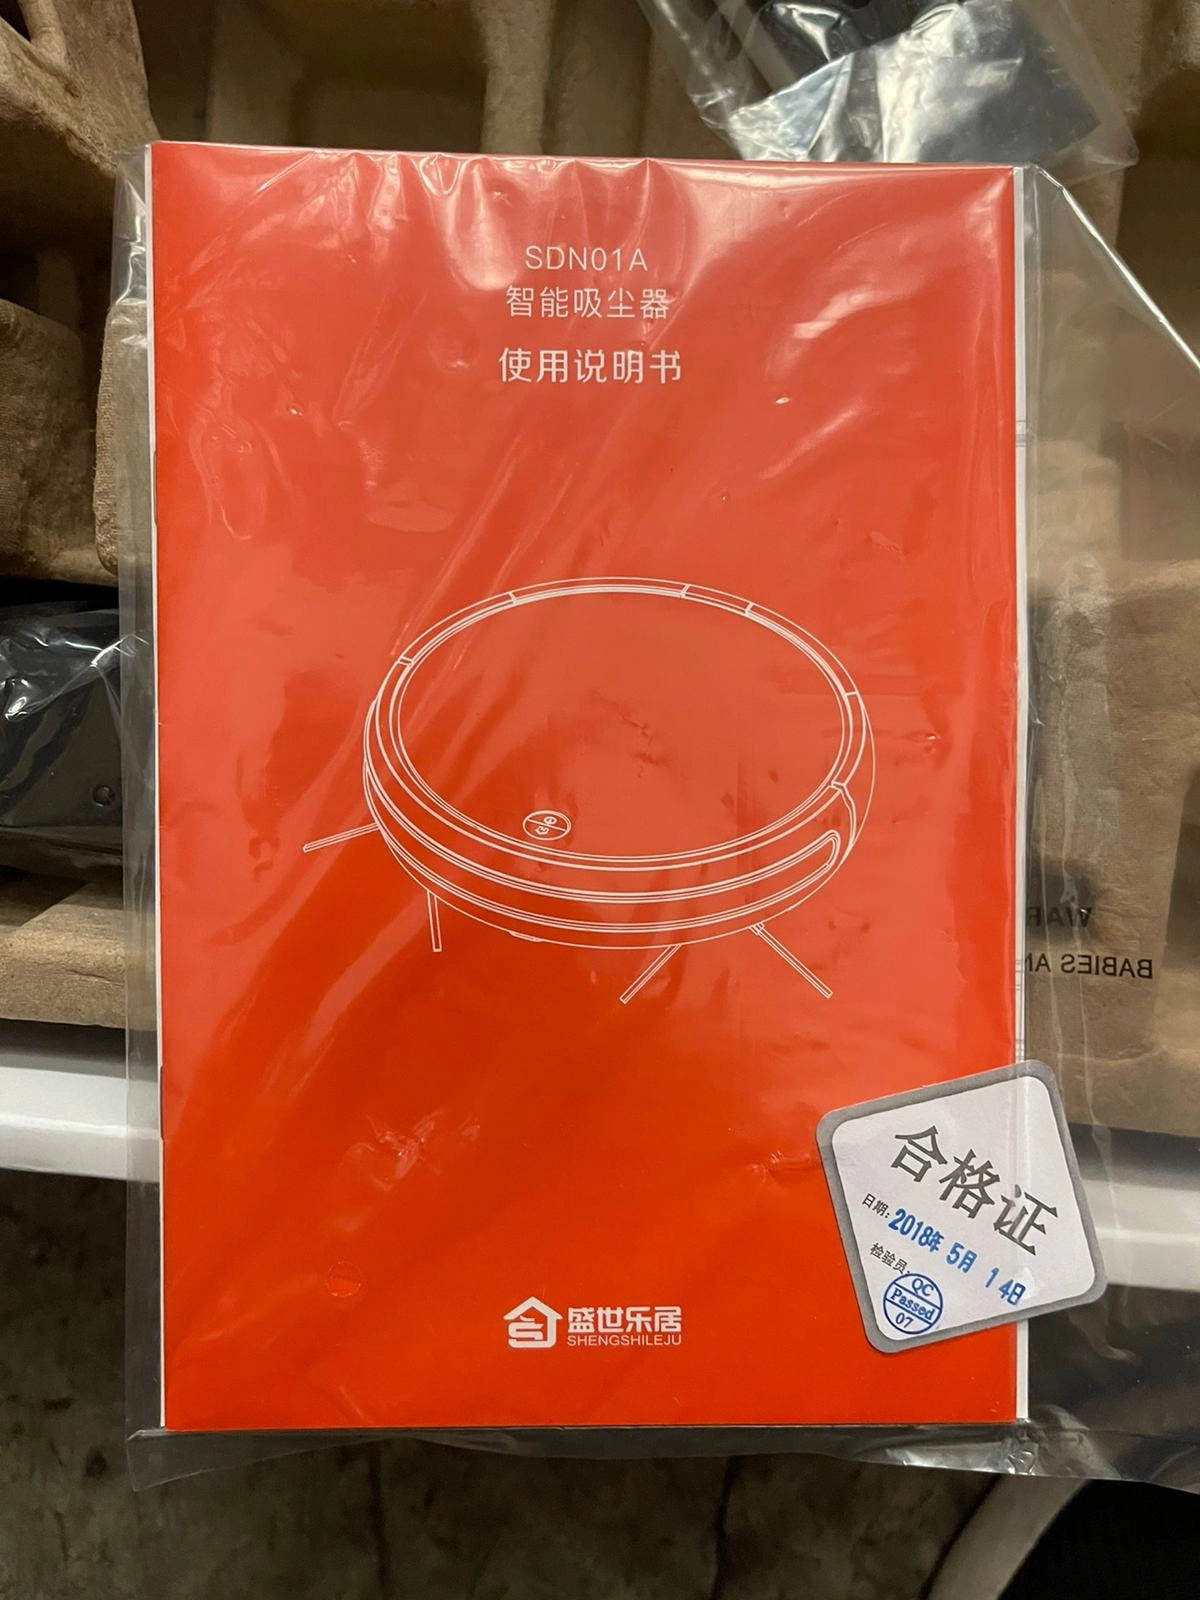 SDN01A
智能吸尘器
使用说明书
WAR
BABIES AN
盛世乐居
SHENGSHILEJU
合格证
日期：2018年 5月 14日
检验员：
QC
Passed
07